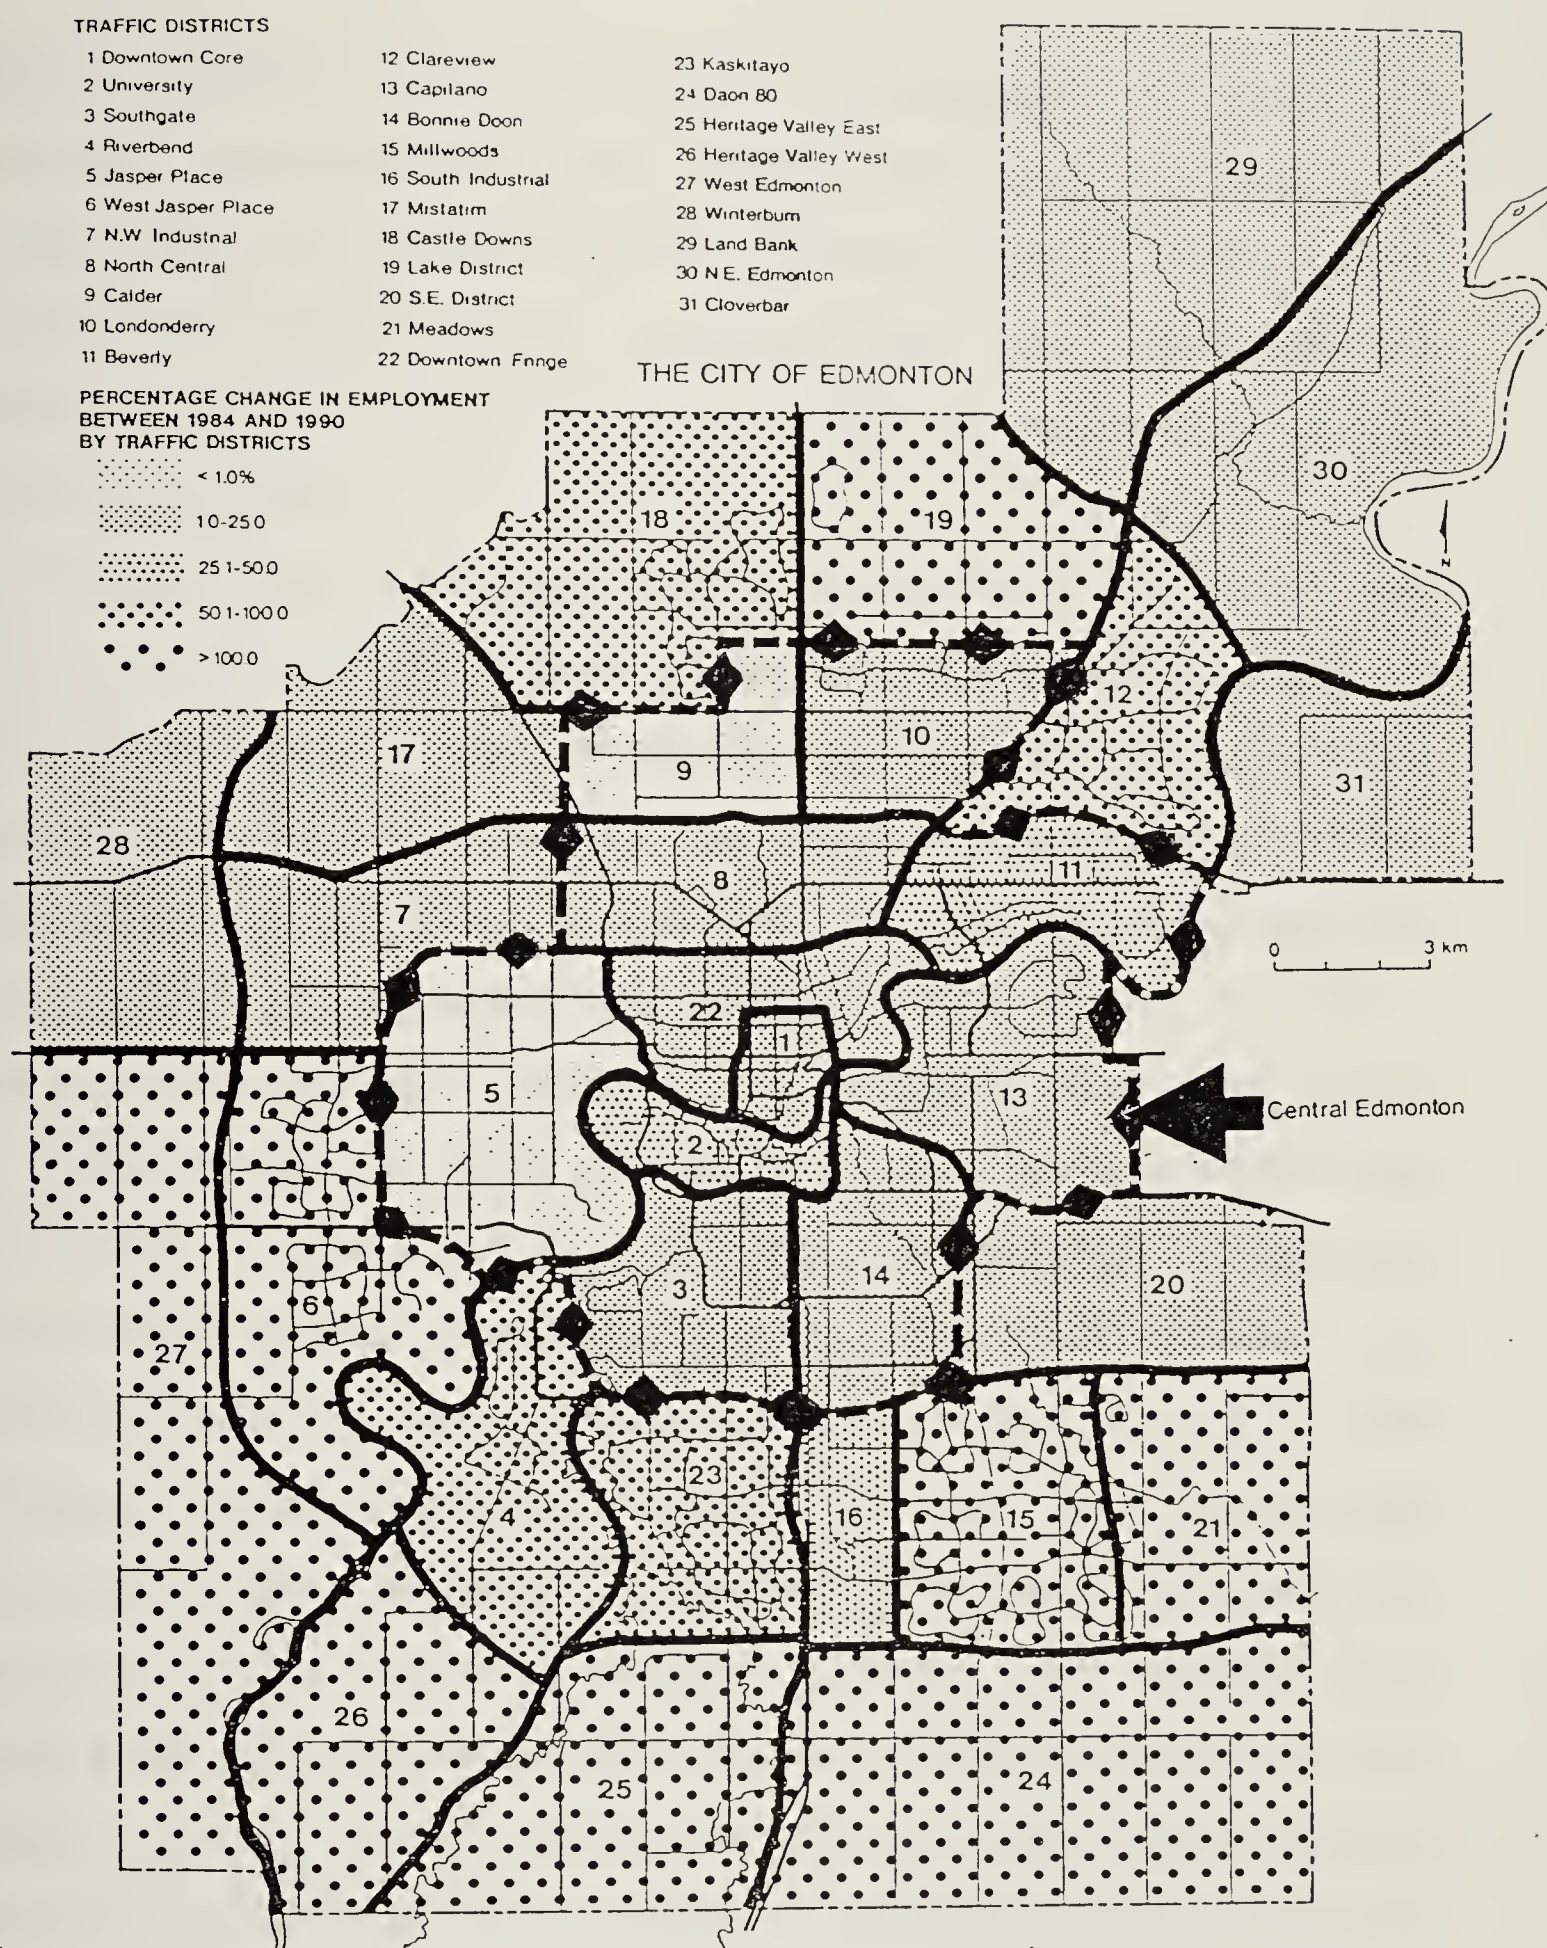 TRAFFIC DISTRICTS
1 Downtown Core
2 University
3 Southgate
4 Riverbend
5 Jasper Place
6 West Jasper Place
7 N.W Industrial
8 North Central
9 Calder
10 Londonderry
11 Beverly
12 Clareview
13 Capilano
14 Bonnie Doon
15 Millwoods
16 South Industrial
17 Mistatim
18 Castle Downs
19 Lake District
20 S.E. District
21 Meadows
22 Downtown Fringe
23 Kaskitayo
24 Daon 80
25 Heritage Valley East
26 Heritage Valley West
27 West Edmonton
28 Winterburn
29 Land Bank
30 N E. Edmonton
31 Cloverbar
THE CITY OF EDMONTON
PERCENTAGE CHANGE IN EMPLOYMENT
BETWEEN 1984 AND 1990
BY TRAFFIC DISTRICTS
< 1.0%
1 0-25 0
25 1-50.0
50 1-100 0
> 100 0
29
30
18
19
N
12
17
10
9
31
28
8
11
7
0 3 km
22
1
5
13
Central Edmonton
2
3
14
20
6
27
23
4
16
15
21
26
25
24